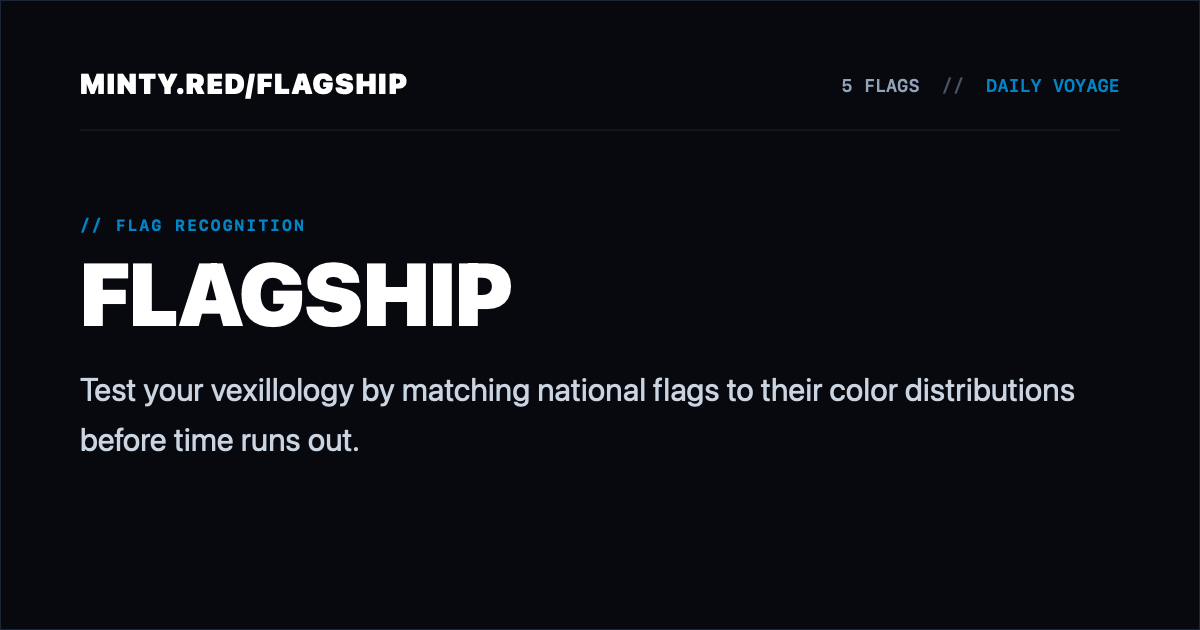 MINTY.RED/FLAGSHIP
5 FLAGS // DAILY VOYAGE
// FLAG RECOGNITION
FLAGSHIP
Test your vexillology by matching national flags to their color distributions
before time runs out.